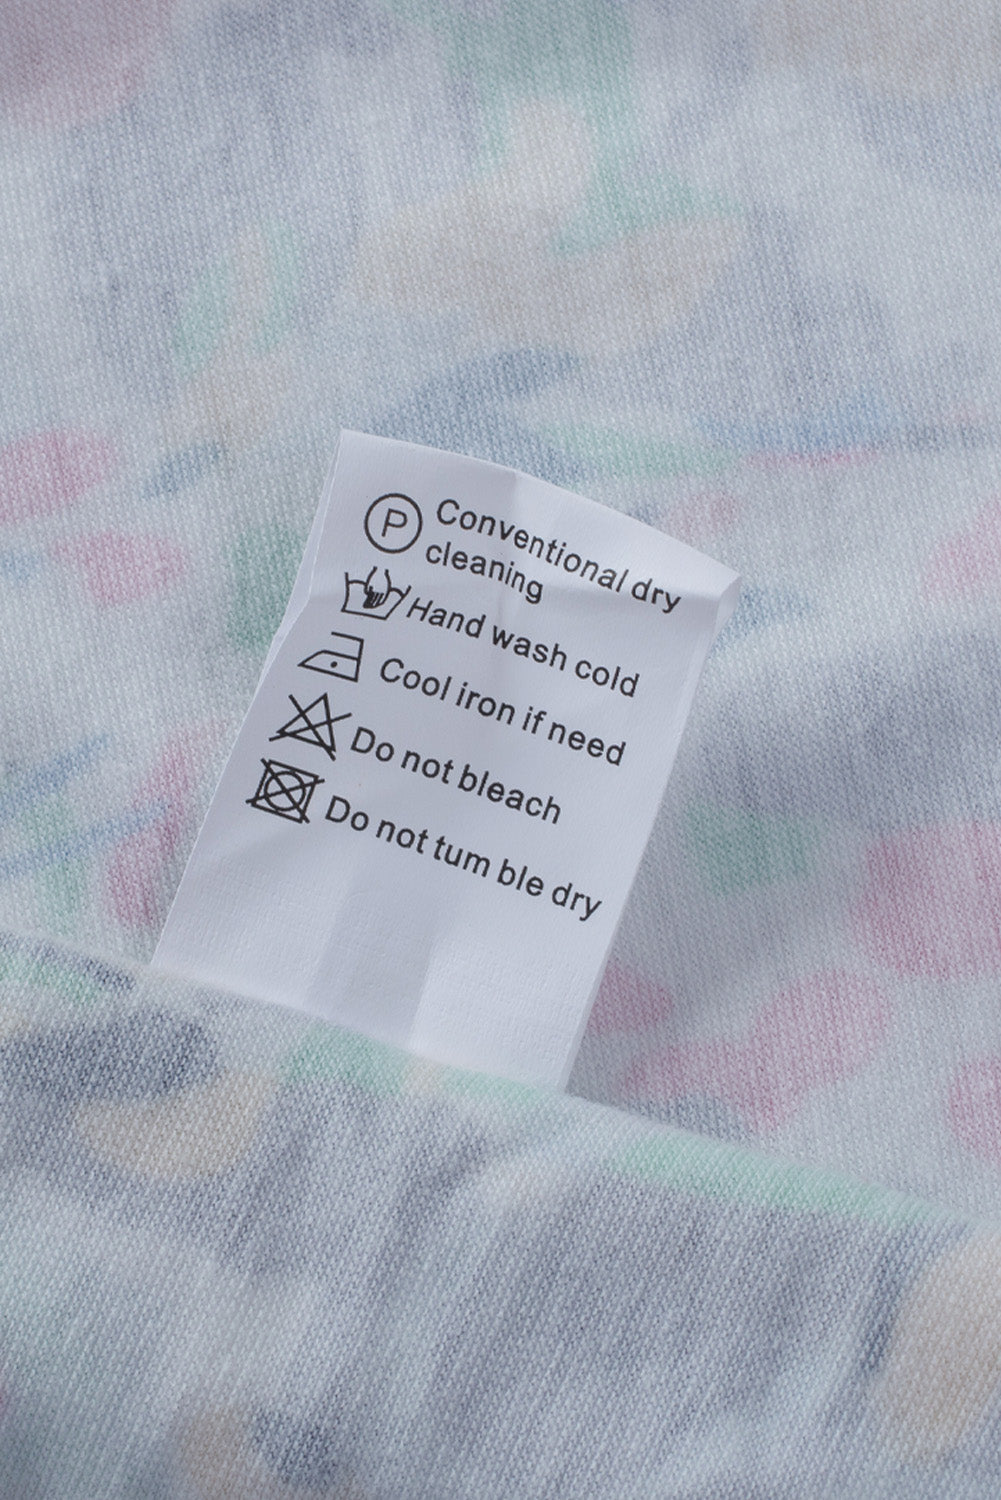 P Conventional dry
cleaning
Hand wash cold
Cool iron if need
Do not bleach
Do not tum ble dry